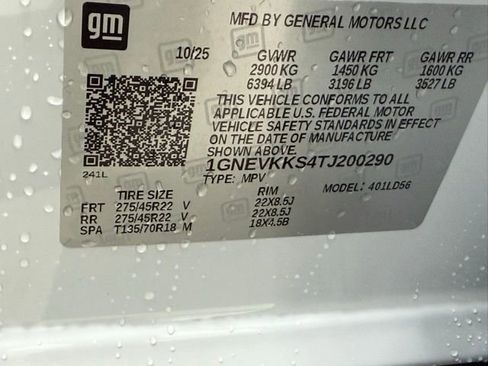 gm
MFD BY GENERAL MOTORS LLC
10/25 GVWR GAWR FRT GAWR RR
2900 KG 1450 KG 1600 KG
6394 LB 3196 LB 3527 LB
THIS VEHICLE CONFORMS TO ALL
APPLICABLE U.S. FEDERAL MOTOR
VEHICLE SAFETY STANDARDS IN EFFECT
ON THE DATE OF MANUFACTURE
SHOWN ABOVE.
1GNEVKKS4TJ200290
241L TYPE: MPV MODEL: 401LD56
TIRE SIZE RIM
FRT 275/45R22 V 22X8.5J
RR 275/45R22 V 22X8.5J
SPA T135/70R18 M 18X4.5B